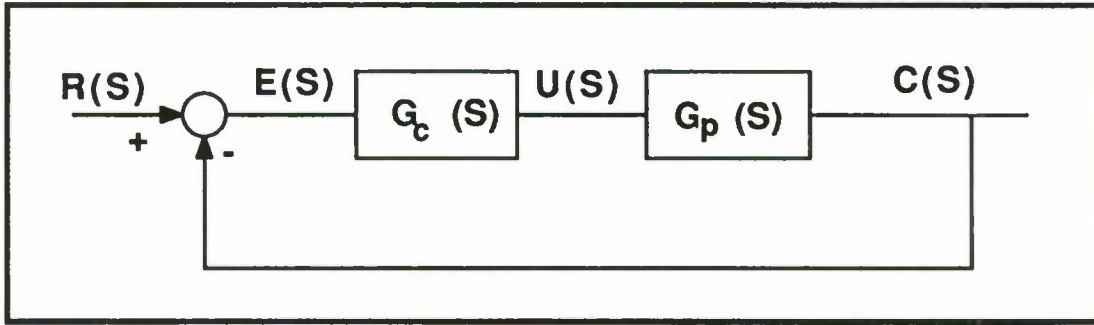 R(S)
E(S)
U(S)
C(S)
G_c (S)
G_p (S)
+
-